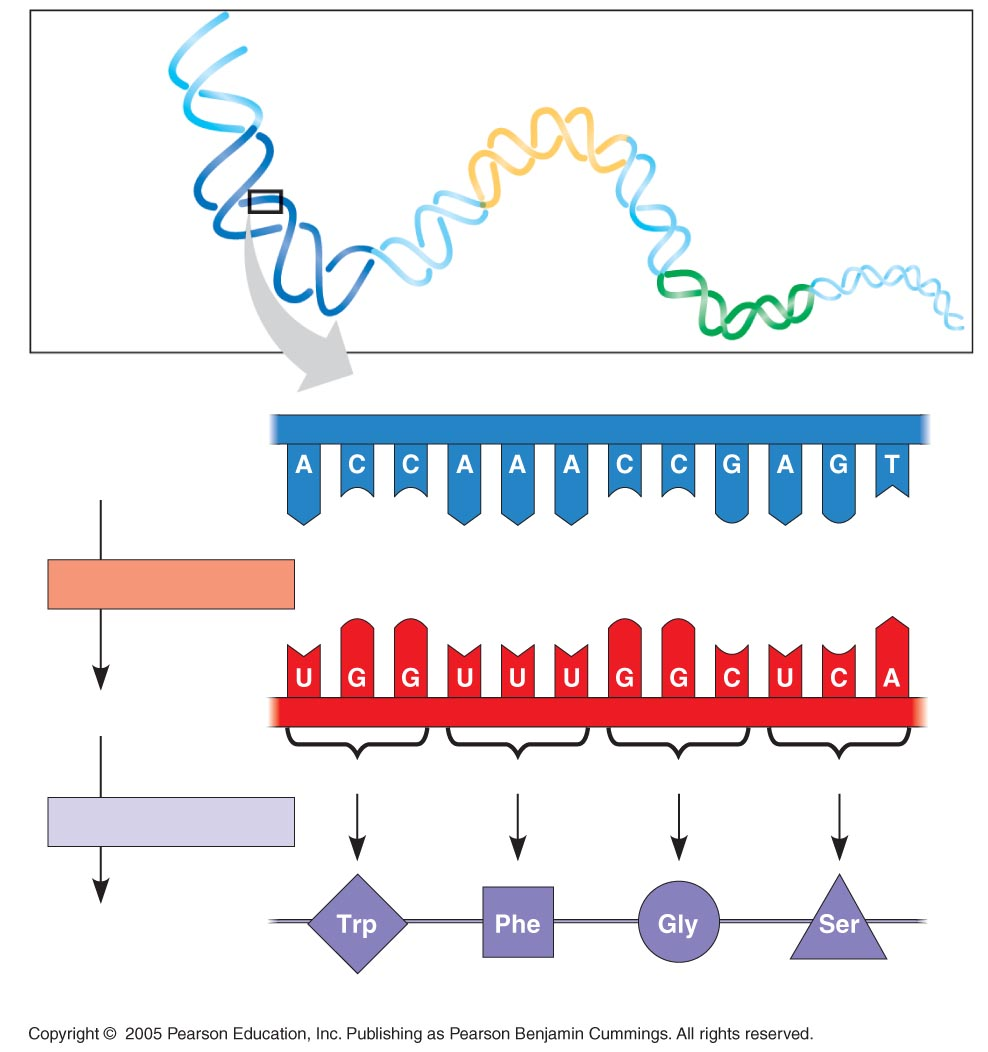 A C C A A A C C G A G T
U G G U U U G G C U C A
Trp Phe Gly Ser
Copyright © 2005 Pearson Education, Inc. Publishing as Pearson Benjamin Cummings. All rights reserved.